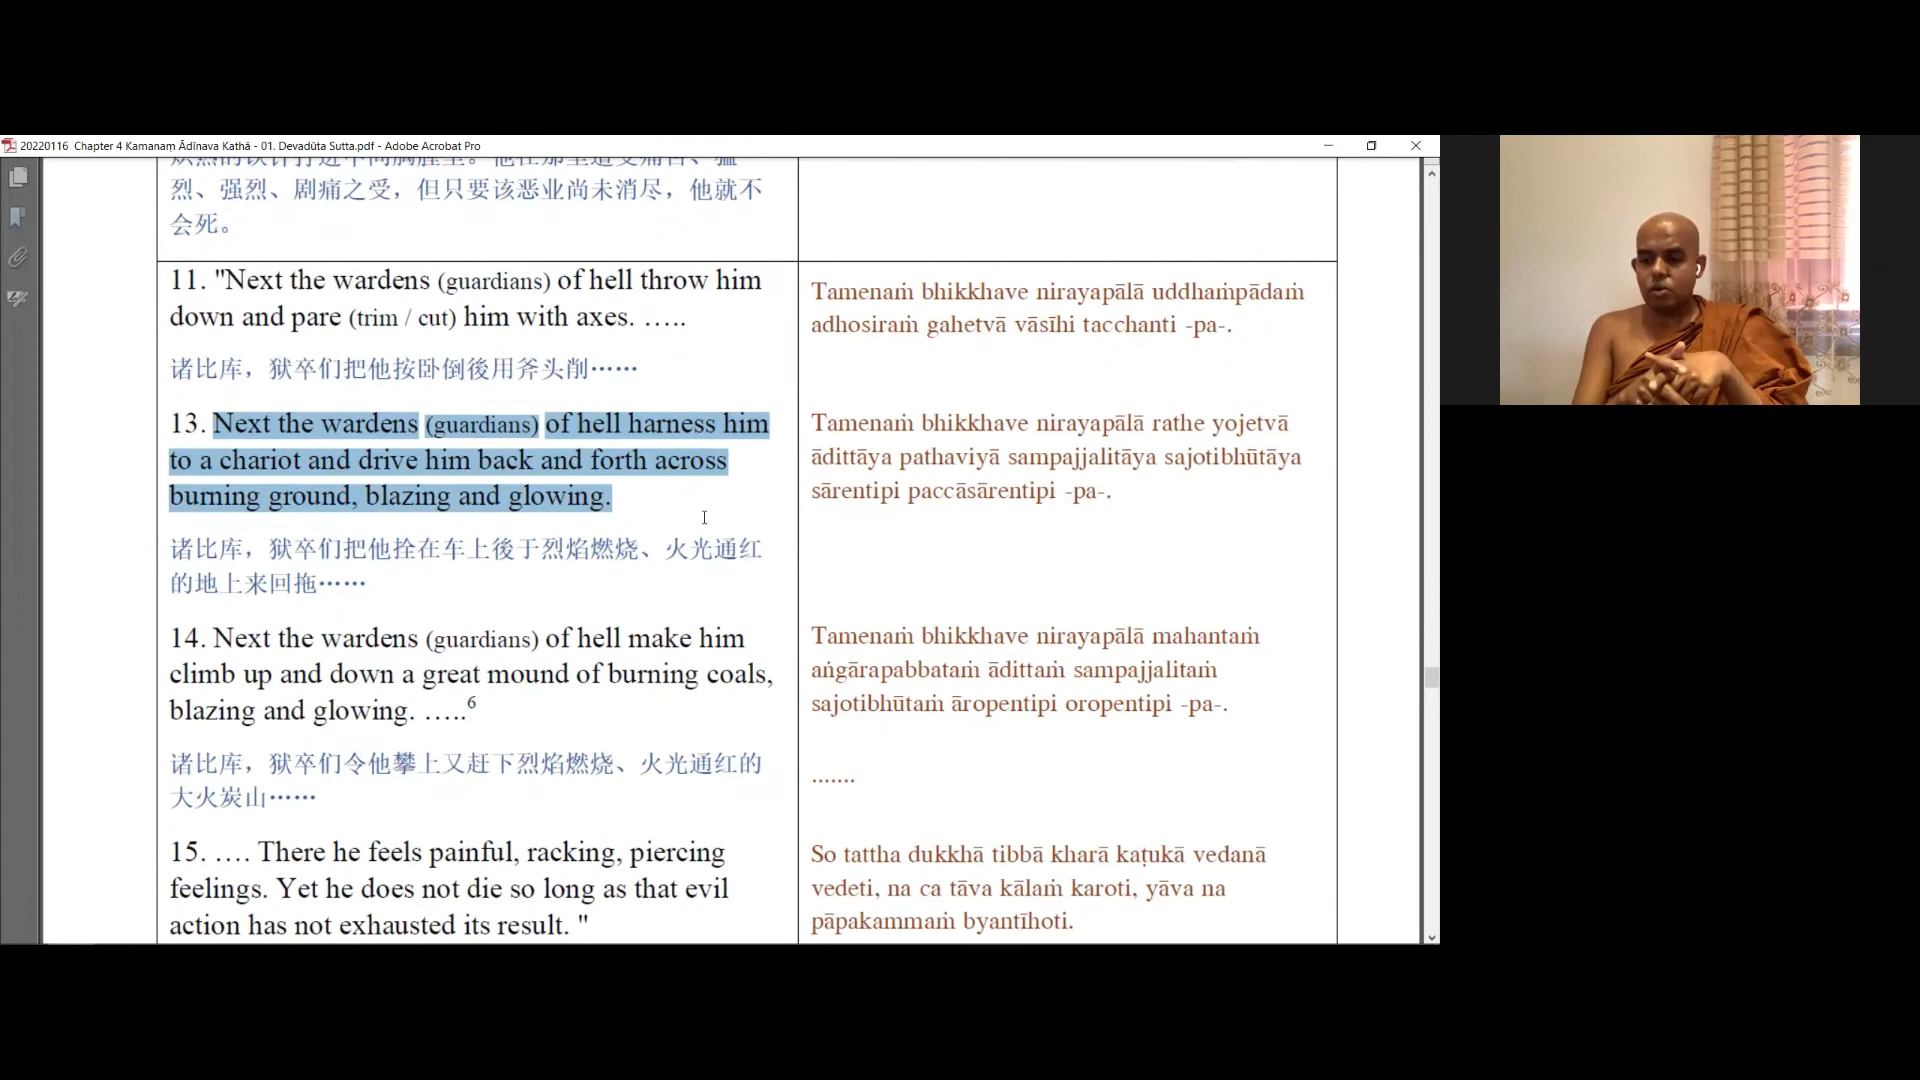 20220116 Chapter 4 Kamanaṃ Ādīnava Kathā - 01. Devadūta Sutta.pdf - Adobe Acrobat Pro
烈、强烈、剧痛之受，但只要该恶业尚未消尽，他就不
会死。
11. "Next the wardens (guardians) of hell throw him
down and pare (trim / cut) him with axes. …..
诸比库，狱卒们把他按卧倒後用斧头削……
13. Next the wardens (guardians) of hell harness him
to a chariot and drive him back and forth across
burning ground, blazing and glowing.
诸比库，狱卒们把他拴在车上後于烈焰燃烧、火光通红
的地上来回拖……
14. Next the wardens (guardians) of hell make him
climb up and down a great mound of burning coals,
blazing and glowing. …..6
诸比库，狱卒们令他攀上又赶下烈焰燃烧、火光通红的
大火炭山……
15. …. There he feels painful, racking, piercing
feelings. Yet he does not die so long as that evil
action has not exhausted its result. "
Tamenaṁ bhikkhave nirayapālā uddhaṁpādaṁ
adhosiraṁ gahetvā vāsīhi tacchanti -pa-.
Tamenaṁ bhikkhave nirayapālā rathe yojetvā
ādittāya pathaviyā sampajjalitāya sajotibhūtāya
sārentipi paccāsārentipi -pa-.
Tamenaṁ bhikkhave nirayapālā mahantaṁ
aṅgārapabbataṁ ādittaṁ sampajjalitaṁ
sajotibhūtaṁ āropentipi oropentipi -pa-.
.......
So tattha dukkhā tibbā kharā kaṭukā vedanā
vedeti, na ca tāva kālaṁ karoti, yāva na
pāpakammaṁ byantīhoti.